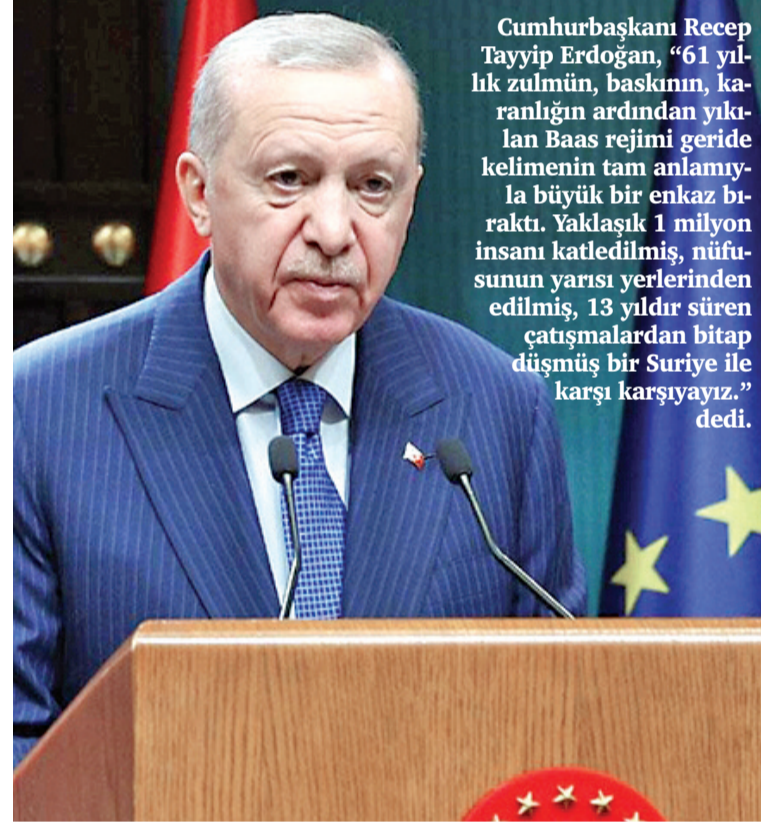 Cumhurbaşkanı Recep
Tayyip Erdoğan, “61 yıl-
lık zulmün, baskının, ka-
ranlığın ardından yıkı-
lan Baas rejimi geride
kelimenin tam anlamıy-
la büyük bir enkaz bı-
raktı. Yaklaşık 1 milyon
insanı katledilmiş, nüfu-
sunun yarısı yerlerinden
edilmiş, 13 yıldır süren
çatışmalardan bitap
düşmüş bir Suriye ile
karşı karşıyayız.”
dedi.